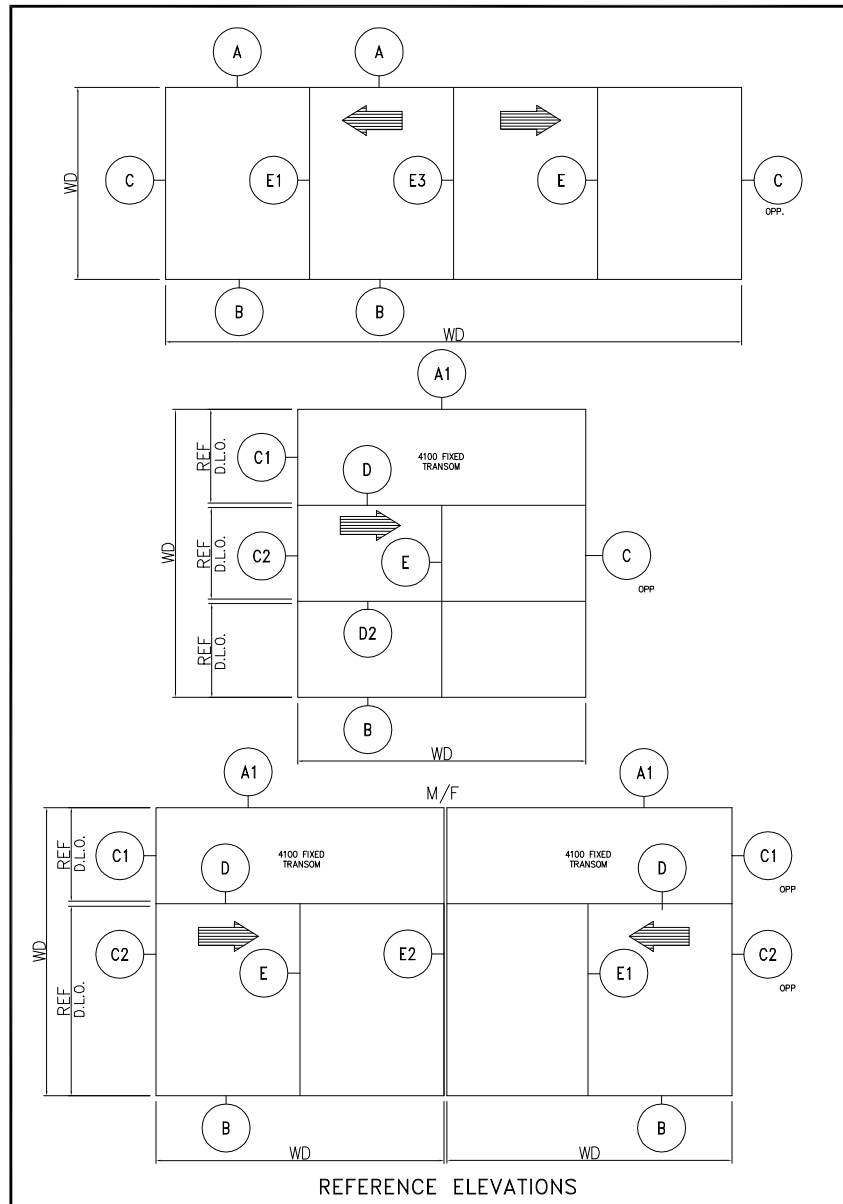 A A
C E1 E3 E C
OPP.
WD
B B
WD
A1
REF
D.L.O.
C1
4100 FIXED
TRANSOM
D
WD
REF
D.L.O.
C2
E
C
OPP
REF
D.L.O.
D2
B
WD
A1
M/F
A1
REF
D.L.O.
C1
4100 FIXED
TRANSOM
D
4100 FIXED
TRANSOM
D
C1
OPP
WD
REF
D.L.O.
C2
E
E2
E1
C2
OPP
B
B
WD
WD
REFERENCE ELEVATIONS